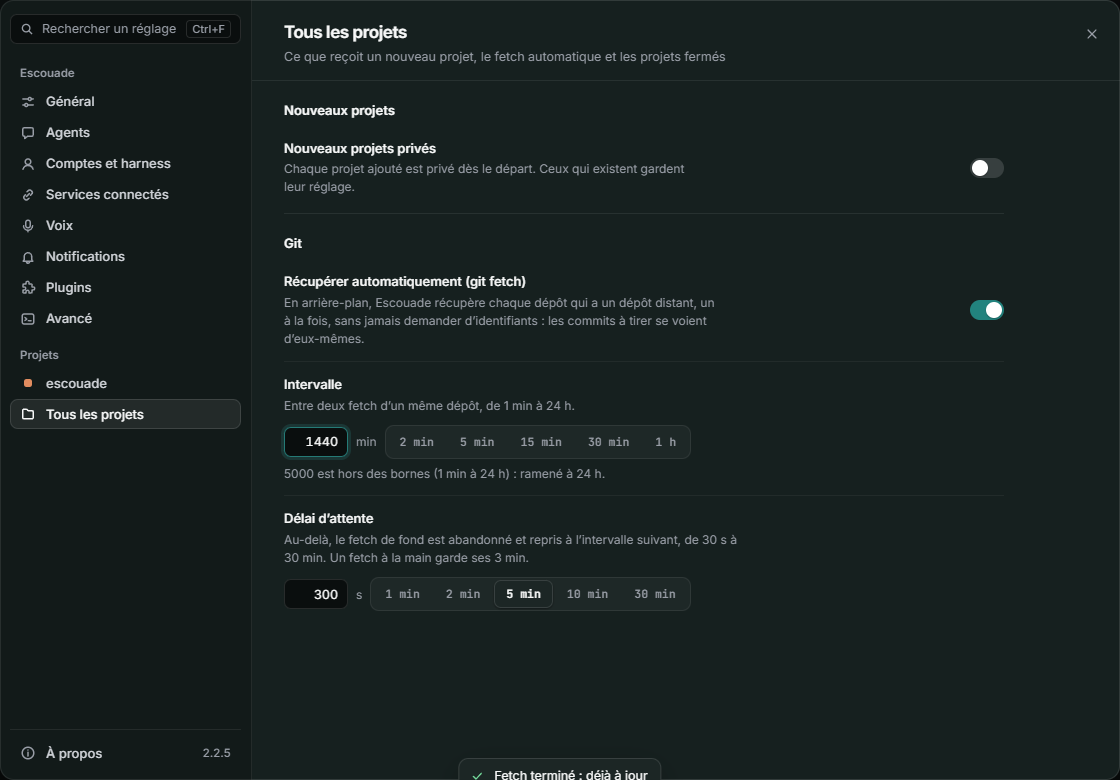 Rechercher un réglage Ctrl+F
Escouade
Général
Agents
Comptes et harness
Services connectés
Voix
Notifications
Plugins
Avancé
Projets
escouade
Tous les projets
À propos 2.2.5
Tous les projets
Ce que reçoit un nouveau projet, le fetch automatique et les projets fermés
Nouveaux projets
Nouveaux projets privés
Chaque projet ajouté est privé dès le départ. Ceux qui existent gardent
leur réglage.
Git
Récupérer automatiquement (git fetch)
En arrière-plan, Escouade récupère chaque dépôt qui a un dépôt distant, un
à la fois, sans jamais demander d’identifiants : les commits à tirer se voient
d’eux-mêmes.
Intervalle
Entre deux fetch d’un même dépôt, de 1 min à 24 h.
1440 min 2 min 5 min 15 min 30 min 1 h
5000 est hors des bornes (1 min à 24 h) : ramené à 24 h.
Délai d’attente
Au-delà, le fetch de fond est abandonné et repris à l’intervalle suivant, de 30 s à
30 min. Un fetch à la main garde ses 3 min.
300 s 1 min 2 min 5 min 10 min 30 min
Fetch terminé : déjà à jour